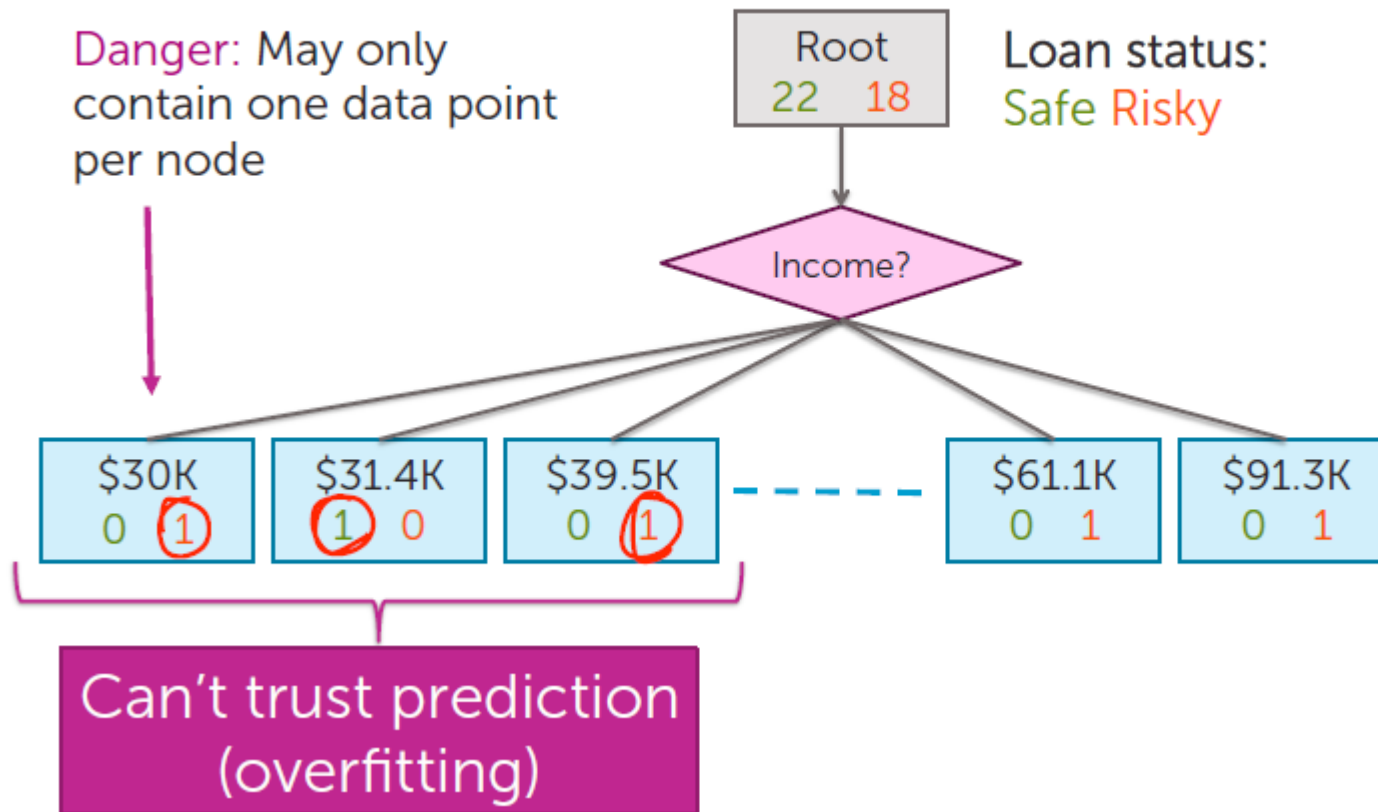 Danger: May only
contain one data point
per node
Root
22 18
Loan status:
Safe Risky
Income?
$30K
0 1
$31.4K
1 0
$39.5K
0 1
$61.1K
0 1
$91.3K
0 1
Can't trust prediction
(overfitting)